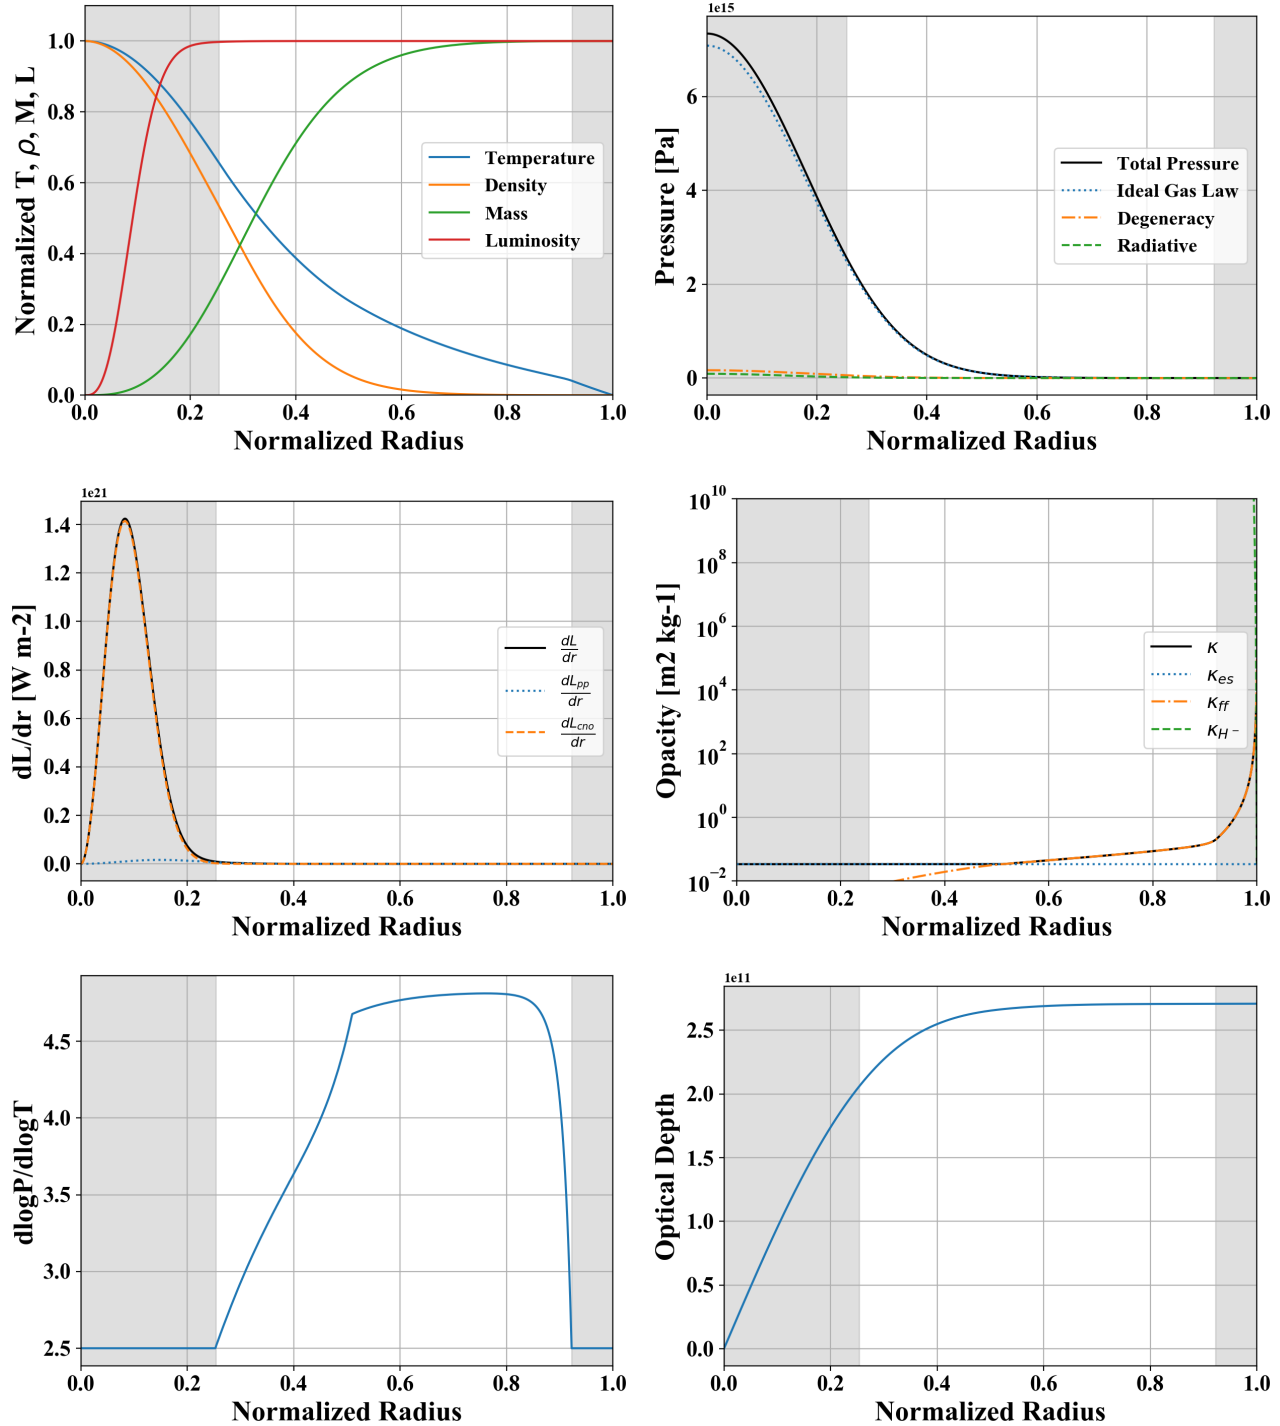 1.0
0.8
0.6
0.4
0.2
0.0
Normalized T, ρ, M, L
Temperature
Density
Mass
Luminosity
0.0 0.2 0.4 0.6 0.8 1.0
Normalized Radius
1e15
6
4
2
0
Pressure [Pa]
Total Pressure
Ideal Gas Law
Degeneracy
Radiative
0.0 0.2 0.4 0.6 0.8 1.0
Normalized Radius
1e21
1.4
1.2
1.0
0.8
0.6
0.4
0.2
0.0
dL/dr [W m-2]
dL/dr
dL_pp/dr
dL_cno/dr
0.0 0.2 0.4 0.6 0.8 1.0
Normalized Radius
10^10
10^8
10^6
10^4
10^2
10^0
10^-2
Opacity [m2 kg-1]
κ
κ_es
κ_ff
κ_H⁻
0.0 0.2 0.4 0.6 0.8 1.0
Normalized Radius
4.5
4.0
3.5
3.0
2.5
dlogP/dlogT
0.0 0.2 0.4 0.6 0.8 1.0
Normalized Radius
1e11
2.5
2.0
1.5
1.0
0.5
0.0
Optical Depth
0.0 0.2 0.4 0.6 0.8 1.0
Normalized Radius